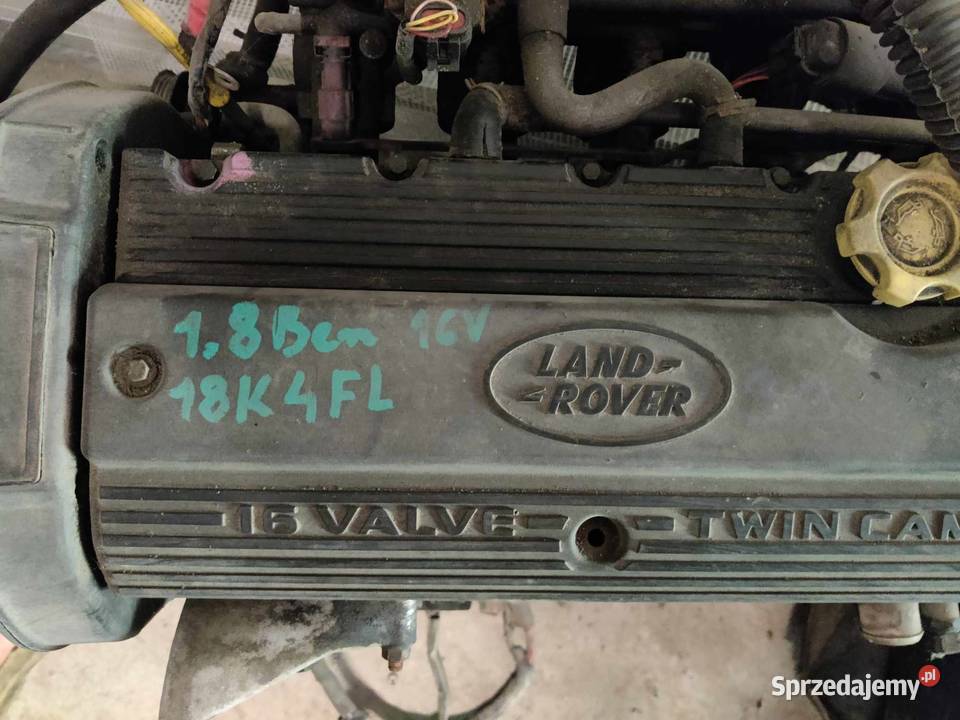 1.8 Ben 16V
18K4FL
LAND-
-ROVER
16 VALVE
TWIN CAM
Sprzedajemy.pl